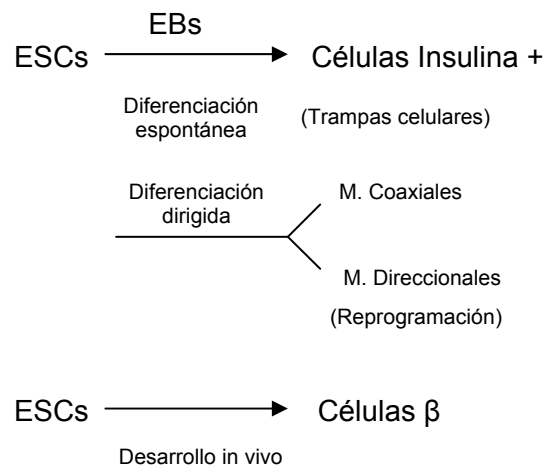 EBs
ESCs Células Insulina +
Diferenciación
espontánea
(Trampas celulares)
Diferenciación
dirigida
M. Coaxiales
M. Direccionales
(Reprogramación)
ESCs Células β
Desarrollo in vivo